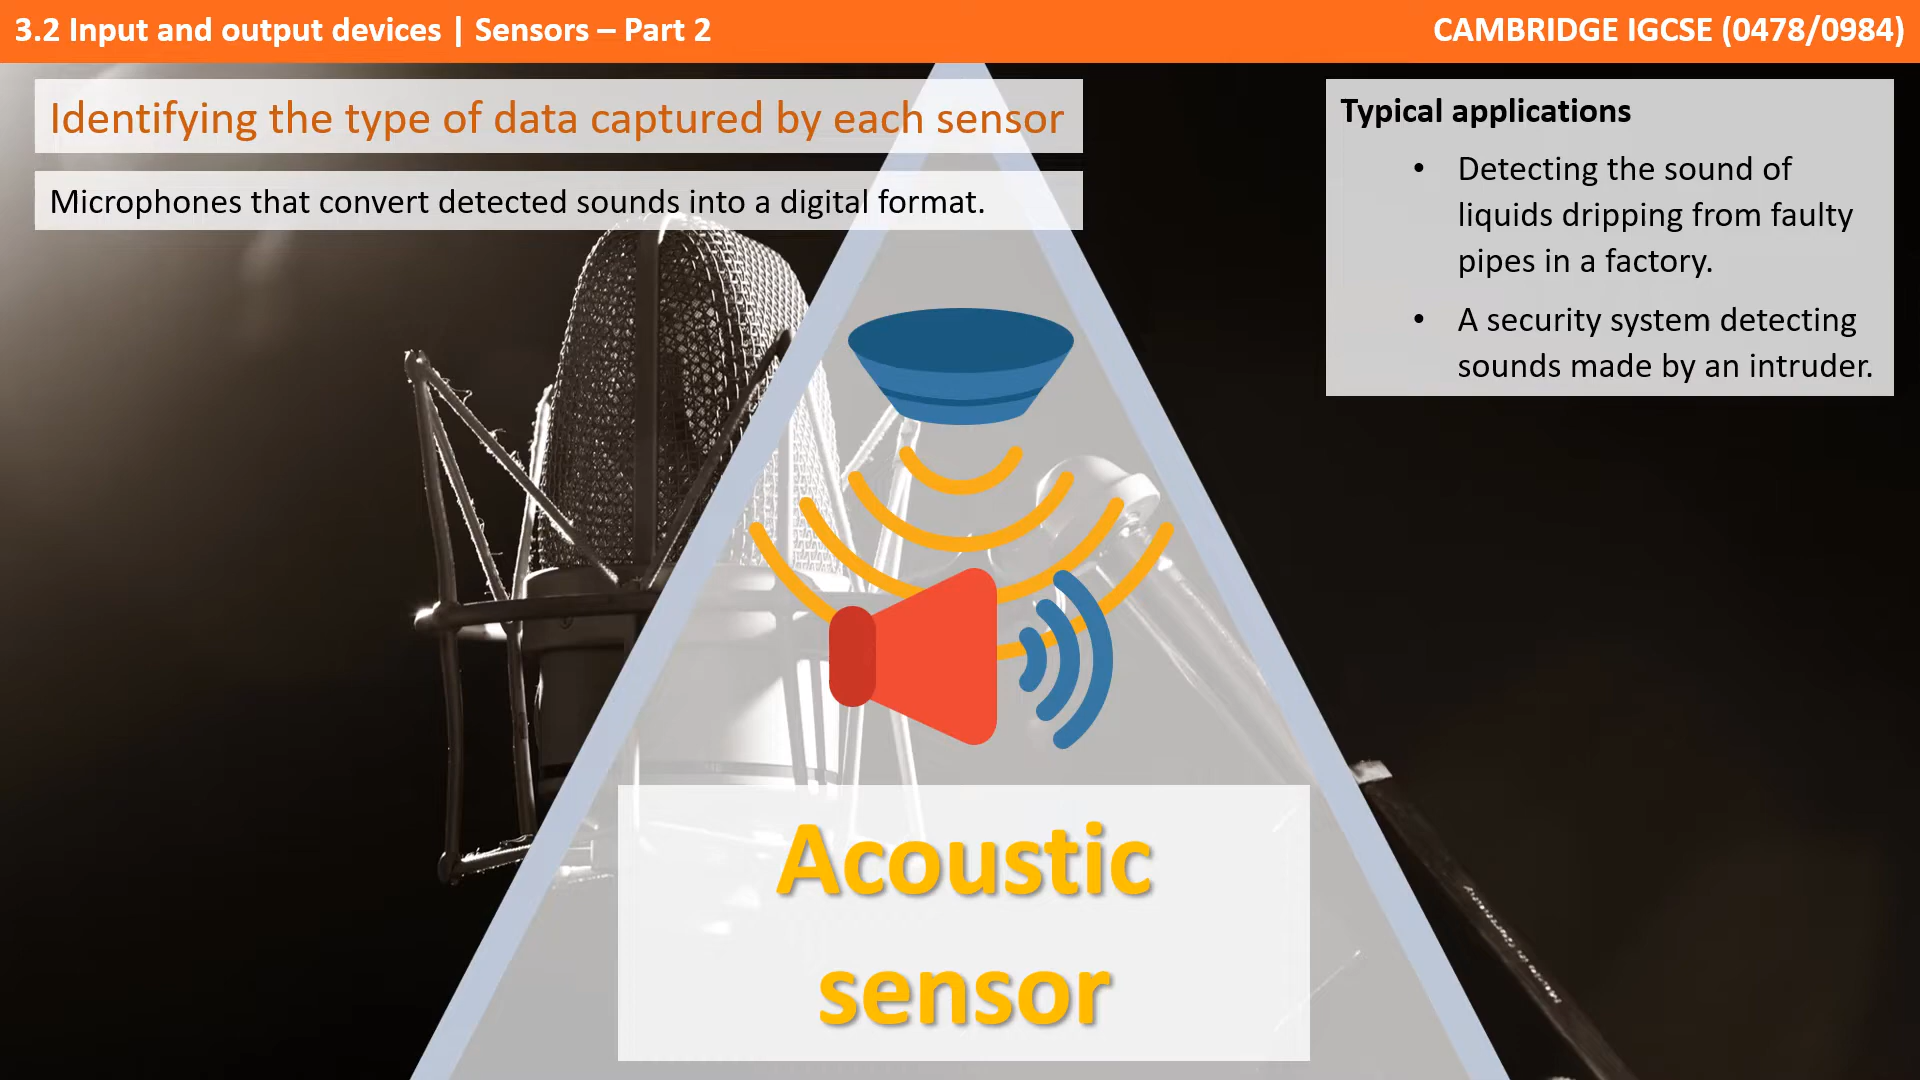 3.2 Input and output devices | Sensors – Part 2
CAMBRIDGE IGCSE (0478/0984)
Identifying the type of data captured by each sensor
Microphones that convert detected sounds into a digital format.
Typical applications
• Detecting the sound of
liquids dripping from faulty
pipes in a factory.
• A security system detecting
sounds made by an intruder.
Acoustic
sensor